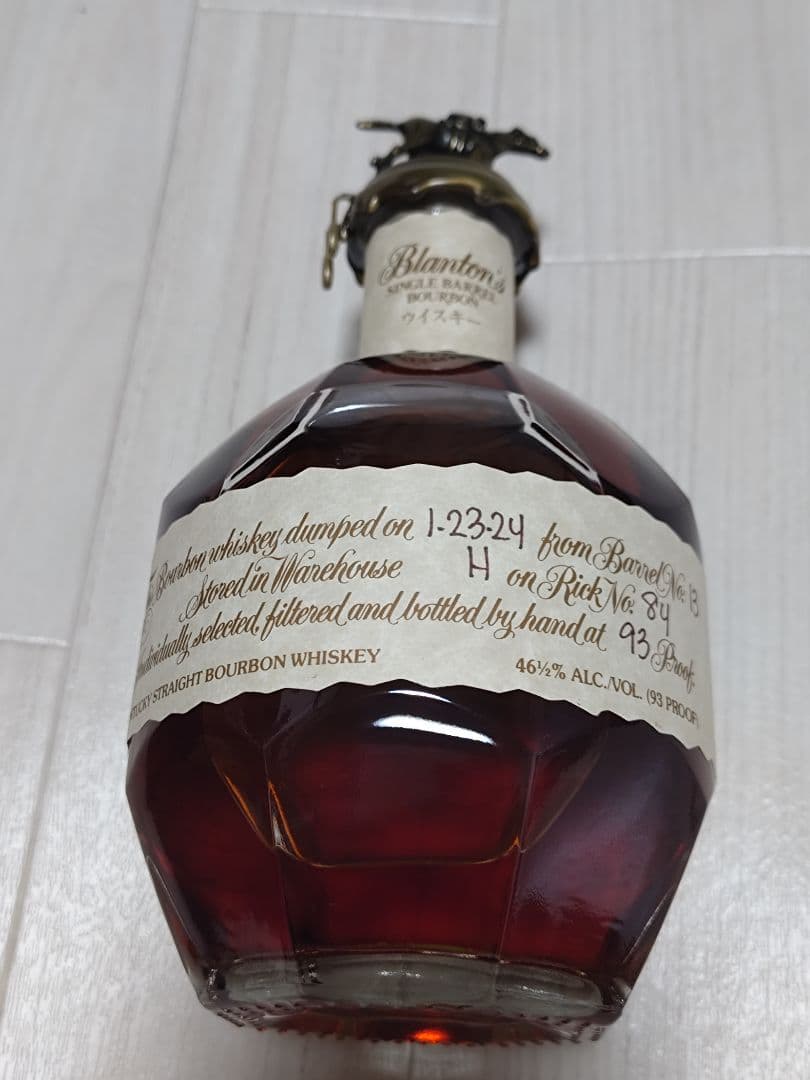 Blanton's
SINGLE BARREL
BOURBON
ウイスキー
Bourbon whiskey dumped on 1-23-24 from Barrel No. 13
Stored in Warehouse H on Rick No. 84
individually selected, filtered and bottled by hand at 93 Proof.
STRAIGHT BOURBON WHISKEY 46½% ALC./VOL. (93 PROOF)